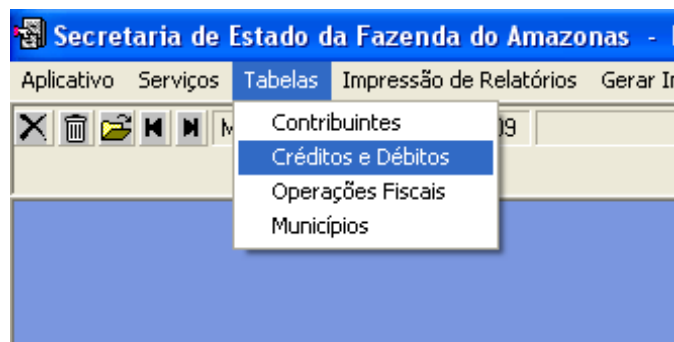 Secretaria de Estado da Fazenda do Amazonas -
Aplicativo Serviços Tabelas Impressão de Relatórios Gerar
Contribuintes
Créditos e Débitos
Operações Fiscais
Municípios